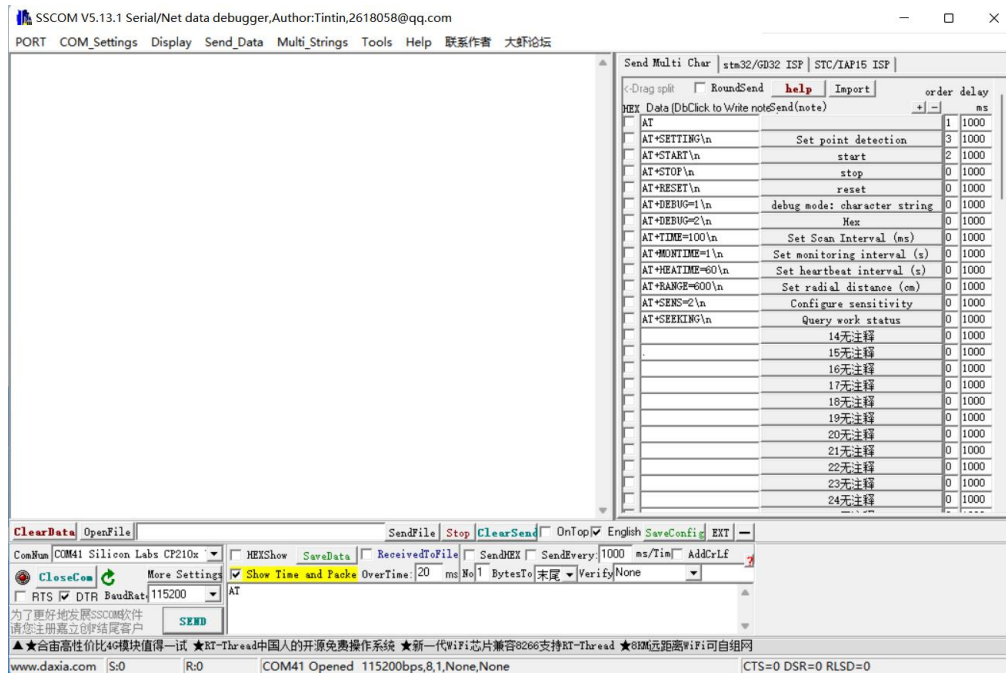 SSCOM V5.13.1 Serial/Net data debugger,Author:Tintin,2618058@qq.com
PORT COM_Settings Display Send_Data Multi_Strings Tools Help 联系作者 大虾论坛
Send Multi Char stm32/GD32 ISP STC/IAP15 ISP
<-Drag split RoundSend help Import order delay
HEX Data (DbClick to Write note Send(note) + - ms
AT 1 1000
AT+SETTING\n Set point detection 3 1000
AT+START\n start 2 1000
AT+STOP\n stop 0 1000
AT+RESET\n reset 0 1000
AT+DEBUG=1\n debug mode: character string 0 1000
AT+DEBUG=2\n Hex 0 1000
AT+TIME=100\n Set Scan Interval (ms) 0 1000
AT+MONTIME=1\n Set monitoring interval (s) 0 1000
AT+HEATIME=60\n Set heartbeat interval (s) 0 1000
AT+RANGE=600\n Set radial distance (cm) 0 1000
AT+SENS=2\n Configure sensitivity 0 1000
AT+SEEKING\n Query work status 0 1000
14无注释 0 1000
. 15无注释 0 1000
16无注释 0 1000
17无注释 0 1000
18无注释 0 1000
19无注释 0 1000
20无注释 0 1000
21无注释 0 1000
22无注释 0 1000
23无注释 0 1000
24无注释 0 1000
ClearData OpenFile SendFile Stop ClearSend OnTop English SaveConfig EXT —
ComNum COM41 Silicon Labs CP210x HEXShow SaveData ReceivedToFile SendHEX SendEvery: 1000 ms/Tim AddCrLf
CloseCom More Settings Show Time and Packe OverTime: 20 ms No 1 BytesTo 末尾 Verify None
RTS DTR BaudRat: 115200 AT
为了更好地发展SSCOM软件
请您注册嘉立创F结尾客户 SEND
▲★合宙高性价比4G模块值得一试 ★RT-Thread中国人的开源免费操作系统 ★新一代WiFi芯片兼容8266支持RT-Thread ★8KM远距离WiFi可自组网
www.daxia.com S:0 R:0 COM41 Opened 115200bps,8,1,None,None CTS=0 DSR=0 RLSD=0